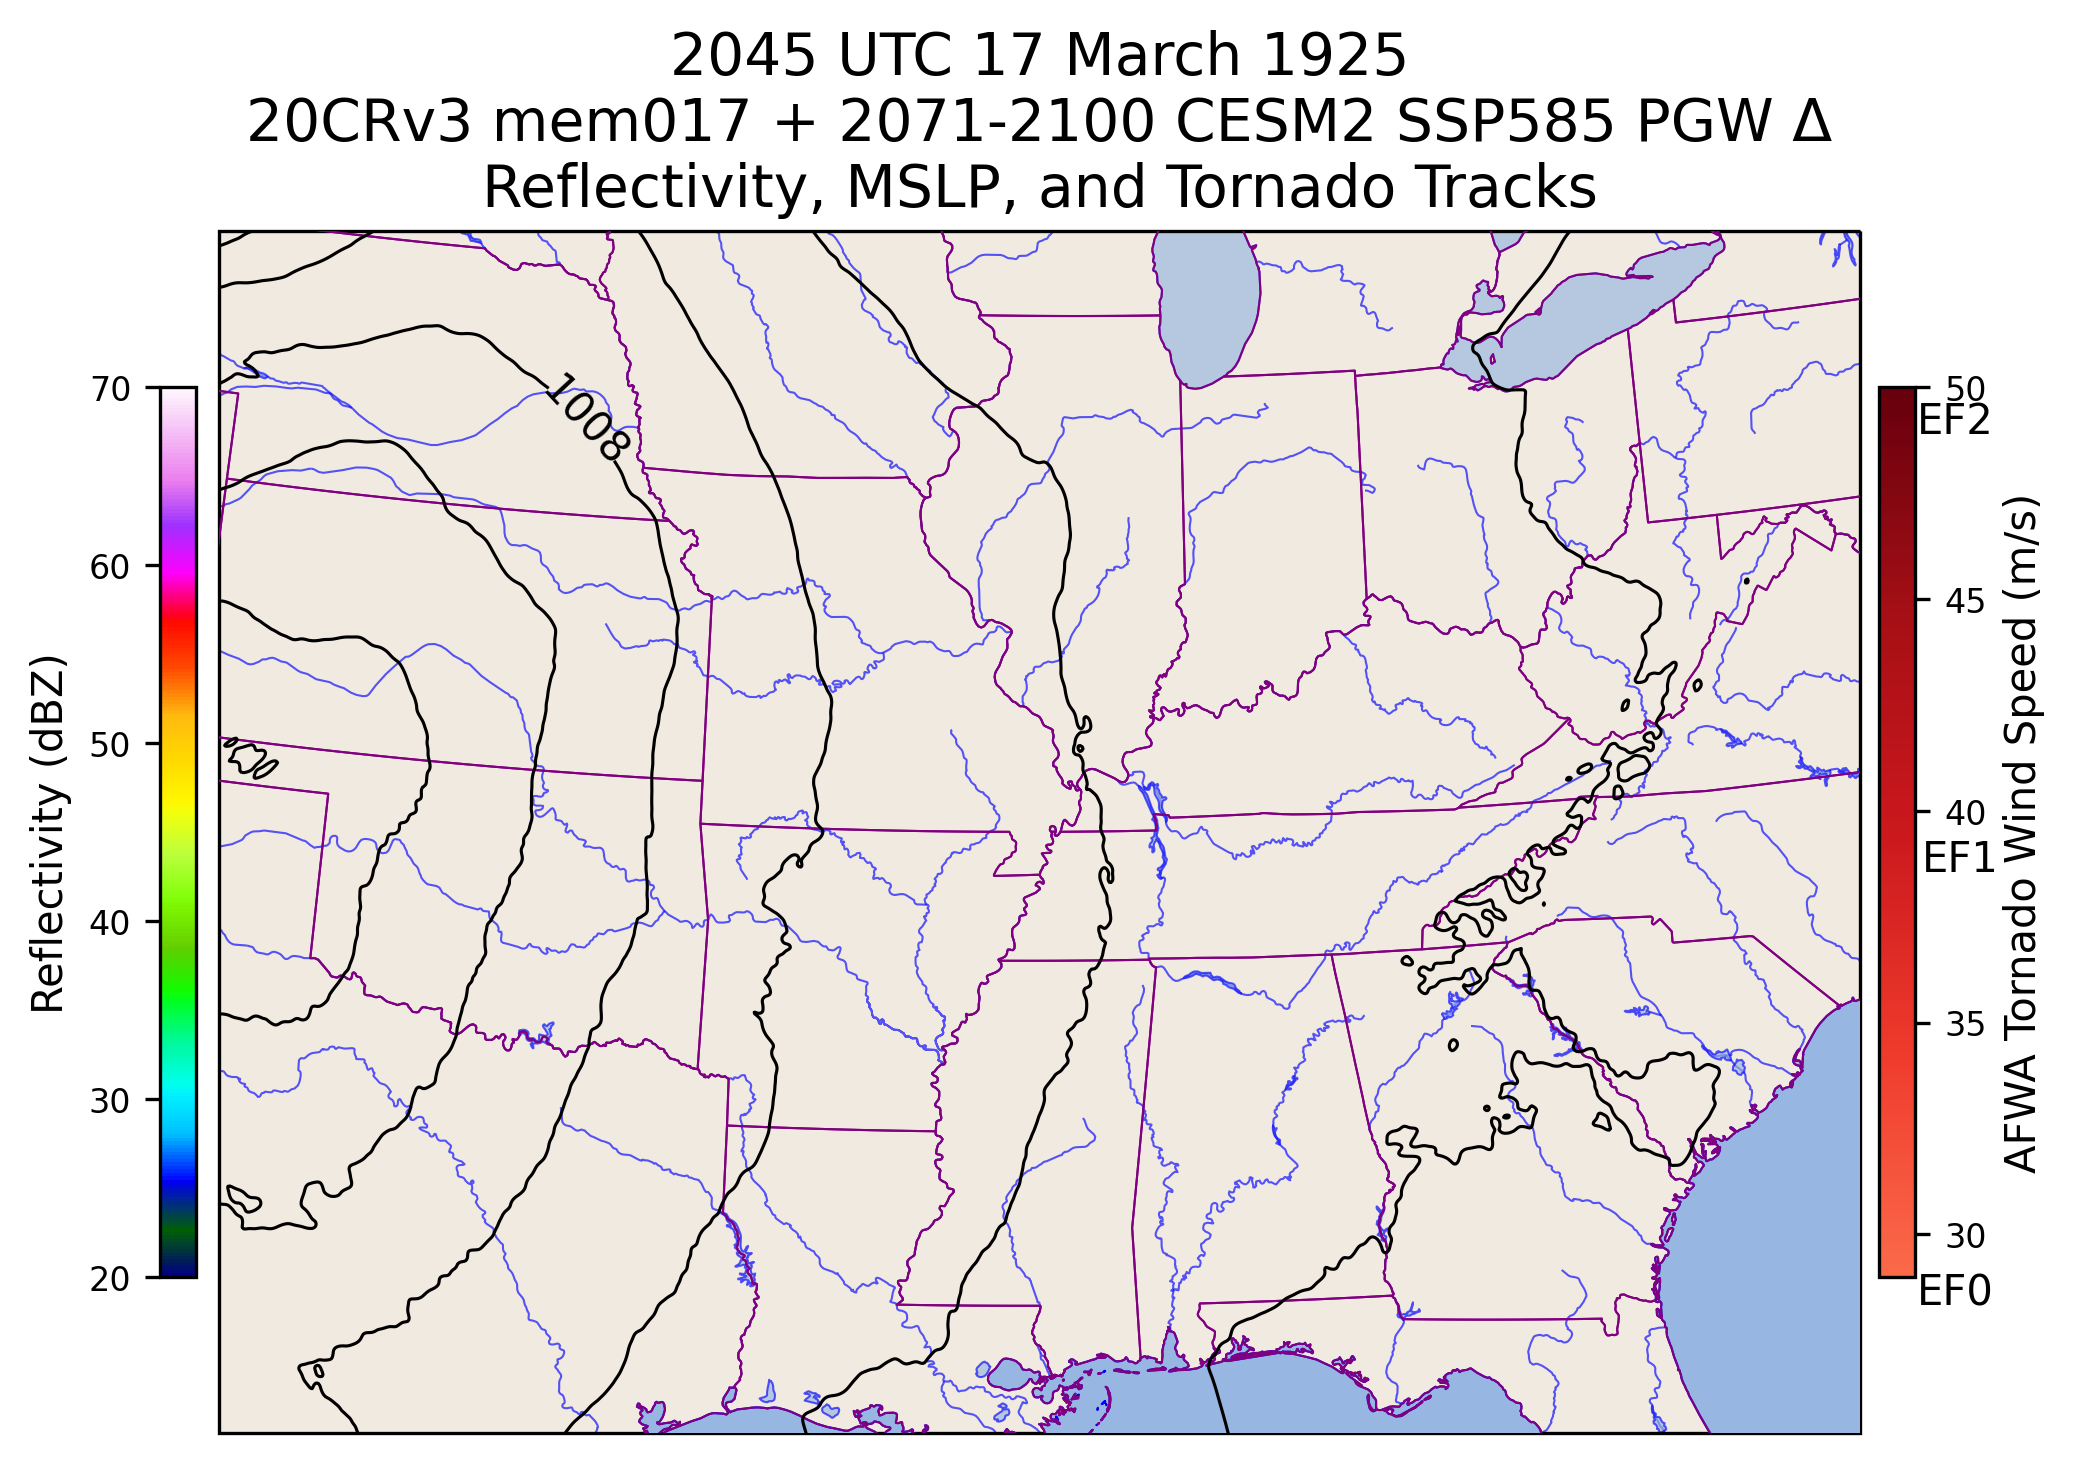 2045 UTC 17 March 1925
20CRv3 mem017 + 2071-2100 CESM2 SSP585 PGW Δ
Reflectivity, MSLP, and Tornado Tracks
1008
Reflectivity (dBZ)
70
60
50
40
30
20
50
EF2
45
40
EF1
35
30
EF0
AFWA Tornado Wind Speed (m/s)